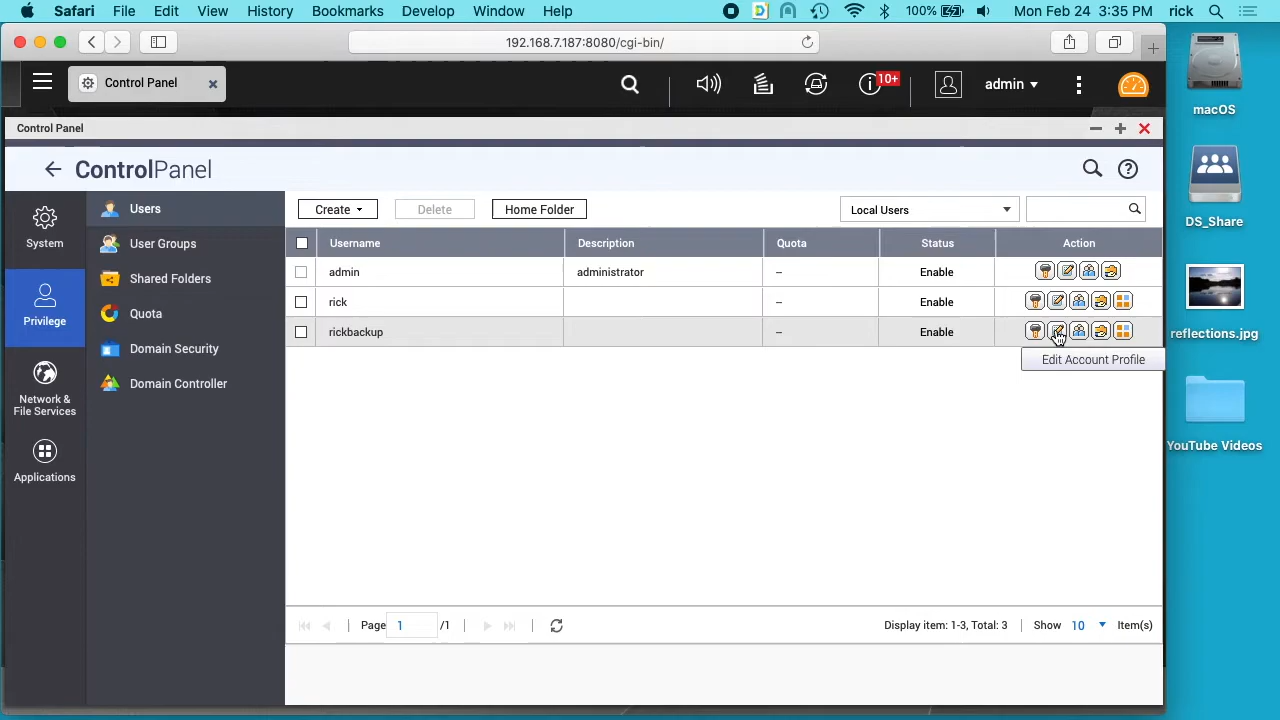 Safari File Edit View History Bookmarks Develop Window Help 100% Mon Feb 24 3:35 PM rick
192.168.7.187:8080/cgi-bin/
Control Panel 10+ admin
Control Panel
ControlPanel
System
Privilege
Network &
File Services
Applications
Users
User Groups
Shared Folders
Quota
Domain Security
Domain Controller
Create Delete Home Folder Local Users
Username Description Quota Status Action
admin administrator -- Enable
rick -- Enable
rickbackup -- Enable
Edit Account Profile
Page 1 /1 Display item: 1-3, Total: 3 Show 10 Item(s)
macOS
DS_Share
reflections.jpg
YouTube Videos